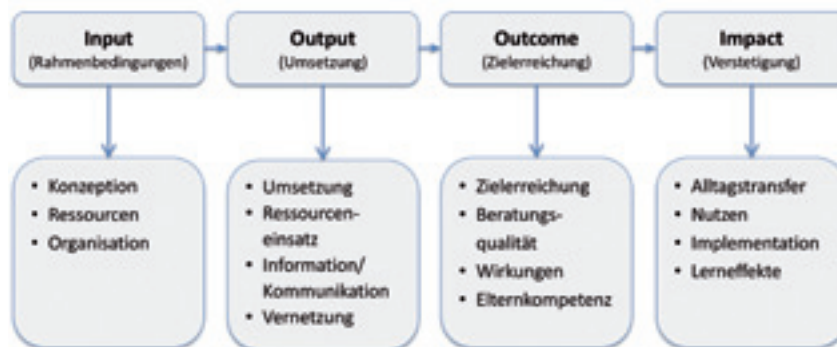 Input
(Rahmenbedingungen)
Output
(Umsetzung)
Outcome
(Zielerreichung)
Impact
(Verstetigung)
• Konzeption
• Ressourcen
• Organisation
• Umsetzung
• Ressourcen-
einsatz
• Information/
Kommunikation
• Vernetzung
• Zielerreichung
• Beratungs-
qualität
• Wirkungen
• Elternkompetenz
• Alltagstransfer
• Nutzen
• Implementation
• Lerneffekte